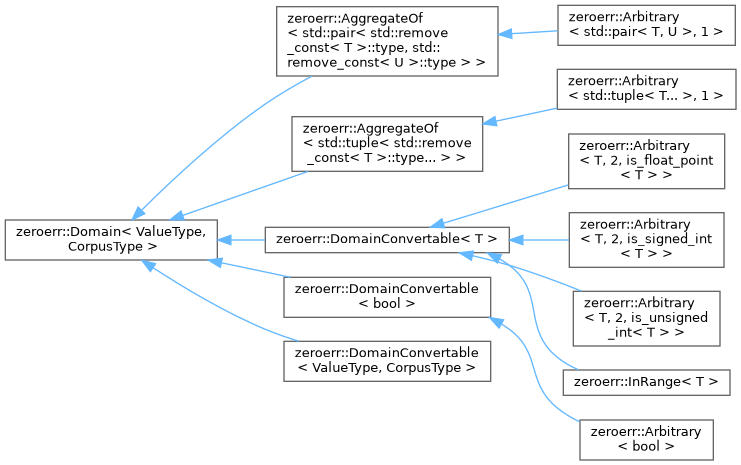 zeroerr::AggregateOf
< std::pair< std::remove
_const< T >::type, std::
remove_const< U >::type > >
zeroerr::Arbitrary
< std::pair< T, U >, 1 >
zeroerr::Arbitrary
< std::tuple< T... >, 1 >
zeroerr::AggregateOf
< std::tuple< std::remove
_const< T >::type... > >
zeroerr::Arbitrary
< T, 2, is_float_point
< T > >
zeroerr::Domain< ValueType,
CorpusType >
zeroerr::DomainConvertable< T >
zeroerr::Arbitrary
< T, 2, is_signed_int
< T > >
zeroerr::DomainConvertable
< bool >
zeroerr::Arbitrary
< T, 2, is_unsigned
_int< T > >
zeroerr::DomainConvertable
< ValueType, CorpusType >
zeroerr::InRange< T >
zeroerr::Arbitrary
< bool >